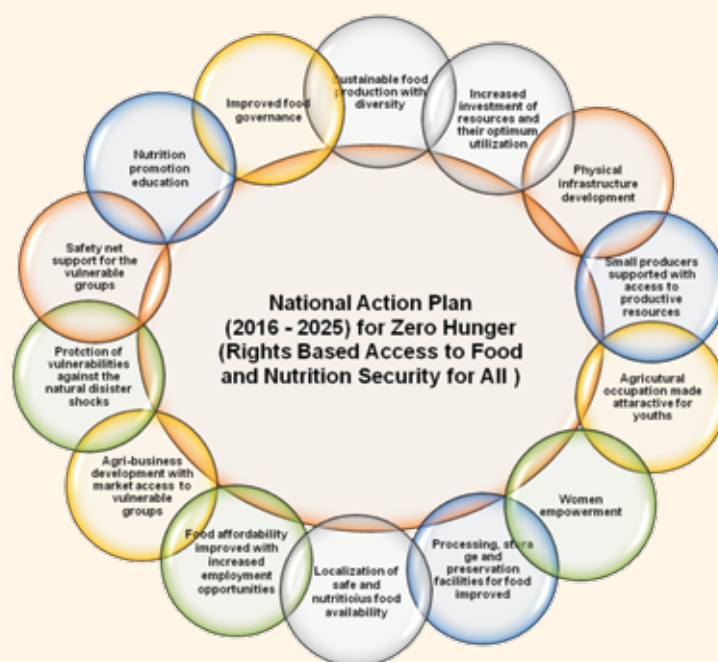 National Action Plan
(2016 - 2025) for Zero Hunger
(Rights Based Access to Food
and Nutrition Security for All )
Sustainable food
production with
diversity
Increased
investment of
resources and
their optimum
utilization
Physical
infrastructure
development
Small producers
supported with
access to
productive
resources
Agricutural
occupation made
attaractive for
youths
Women
empowerment
Processing, stora
ge and
preservation
facilities for food
improved
Localization of
safe and
nutritioius food
availability
Food affordability
improved with
increased
employment
opportunities
Agri-business
development with
market access to
vulnerable
groups
Protction of
vulnerabilities
against the
natural disister
shocks
Safety net
support for the
vulnerable
groups
Nutrition
promotion
education
Improved food
governance